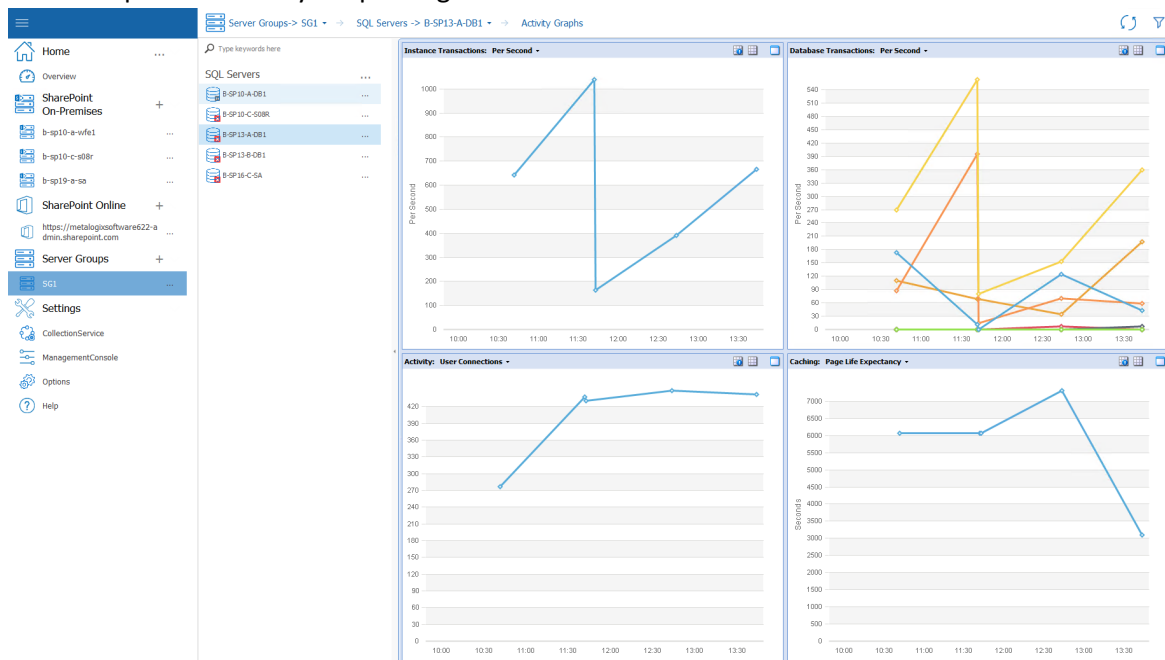 Server Groups-> SG1 → SQL Servers -> B-SP13-A-DB1 → Activity Graphs
Home ...
Overview
SharePoint
On-Premises +
b-sp10-a-wfe1 ...
b-sp10-c-s08r ...
b-sp19-a-sa ...
SharePoint Online +
https://metalogixsoftware622-a
dmin.sharepoint.com ...
Server Groups +
SG1 ...
Settings
CollectionService
ManagementConsole
Options
Help
Type keywords here
SQL Servers ...
B-SP10-A-DB1 ...
B-SP10-C-S08R ...
B-SP13-A-DB1 ...
B-SP13-B-DB1 ...
B-SP16-C-SA ...
Instance Transactions: Per Second
1000
900
800
700
600
500
400
300
200
100
0
Per Second
10:00 10:30 11:00 11:30 12:00 12:30 13:00 13:30
Database Transactions: Per Second
540
510
480
450
420
390
360
330
300
270
240
210
180
150
120
90
60
30
0
Per Second
10:00 10:30 11:00 11:30 12:00 12:30 13:00 13:30
Activity: User Connections
420
390
360
330
300
270
240
210
180
150
120
90
60
30
0
10:00 10:30 11:00 11:30 12:00 12:30 13:00 13:30
Caching: Page Life Expectancy
7000
6500
6000
5500
5000
4500
4000
3500
3000
2500
2000
1500
1000
500
0
Seconds
10:00 10:30 11:00 11:30 12:00 12:30 13:00 13:30